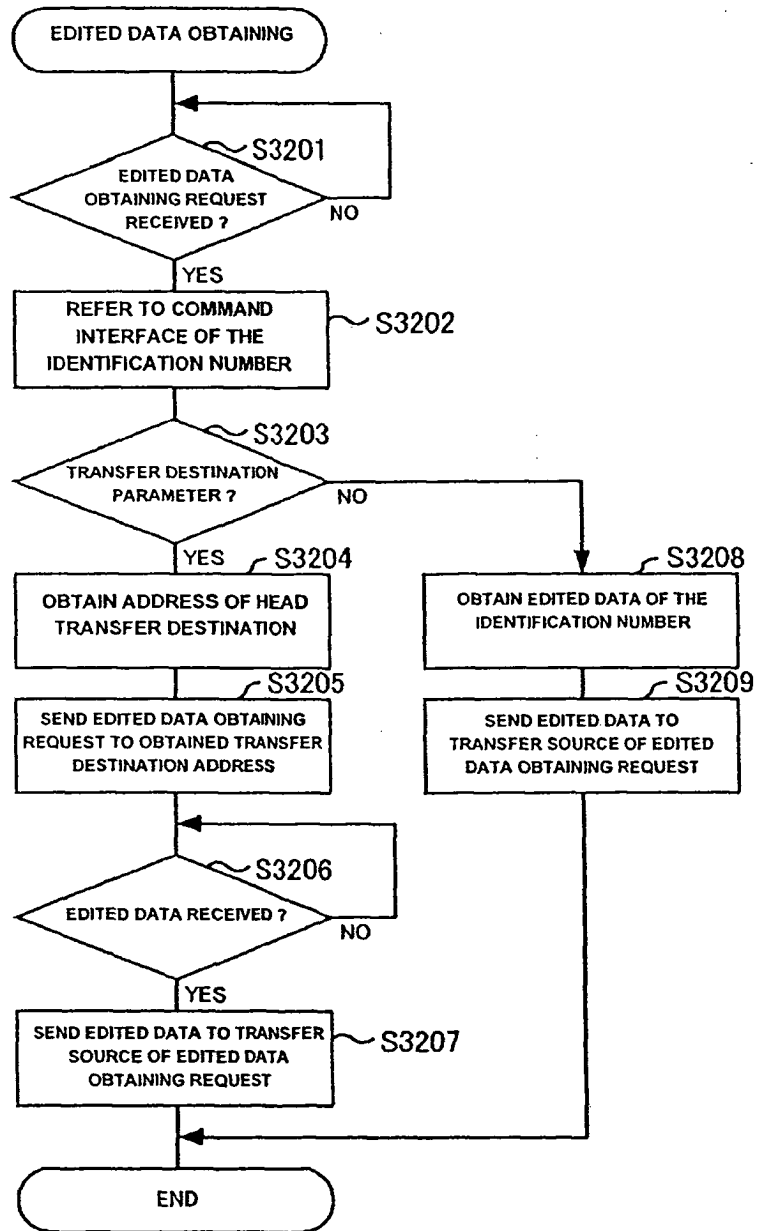 EDITED DATA OBTAINING
S3201
EDITED DATA
OBTAINING REQUEST
RECEIVED ?
NO
YES
REFER TO COMMAND
INTERFACE OF THE
IDENTIFICATION NUMBER
S3202
S3203
TRANSFER DESTINATION
PARAMETER ?
NO
YES
S3204
OBTAIN ADDRESS OF HEAD
TRANSFER DESTINATION
S3205
SEND EDITED DATA OBTAINING
REQUEST TO OBTAINED TRANSFER
DESTINATION ADDRESS
S3206
EDITED DATA RECEIVED ?
NO
YES
SEND EDITED DATA TO TRANSFER
SOURCE OF EDITED DATA
OBTAINING REQUEST
S3207
S3208
OBTAIN EDITED DATA OF THE
IDENTIFICATION NUMBER
S3209
SEND EDITED DATA TO
TRANSFER SOURCE OF EDITED
DATA OBTAINING REQUEST
END